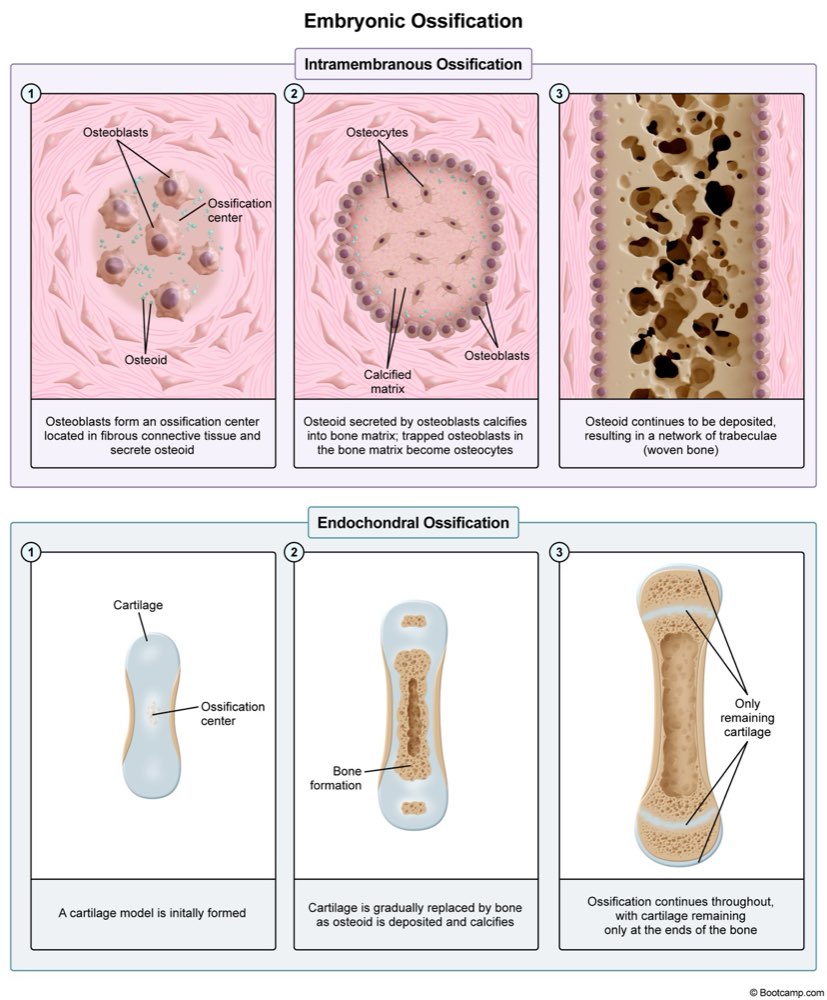 Embryonic Ossification
Intramembranous Ossification
1
Osteoblasts
Ossification
center
Osteoid
Osteoblasts form an ossification center
located in fibrous connective tissue and
secrete osteoid
2
Osteocytes
Calcified
matrix
Osteoblasts
Osteoid secreted by osteoblasts calcifies
into bone matrix; trapped osteoblasts in
the bone matrix become osteocytes
3
Osteoid continues to be deposited,
resulting in a network of trabeculae
(woven bone)
Endochondral Ossification
1
Cartilage
Ossification
center
A cartilage model is initally formed
2
Bone
formation
Cartilage is gradually replaced by bone
as osteoid is deposited and calcifies
3
Only
remaining
cartilage
Ossification continues throughout,
with cartilage remaining
only at the ends of the bone
© Bootcamp.com